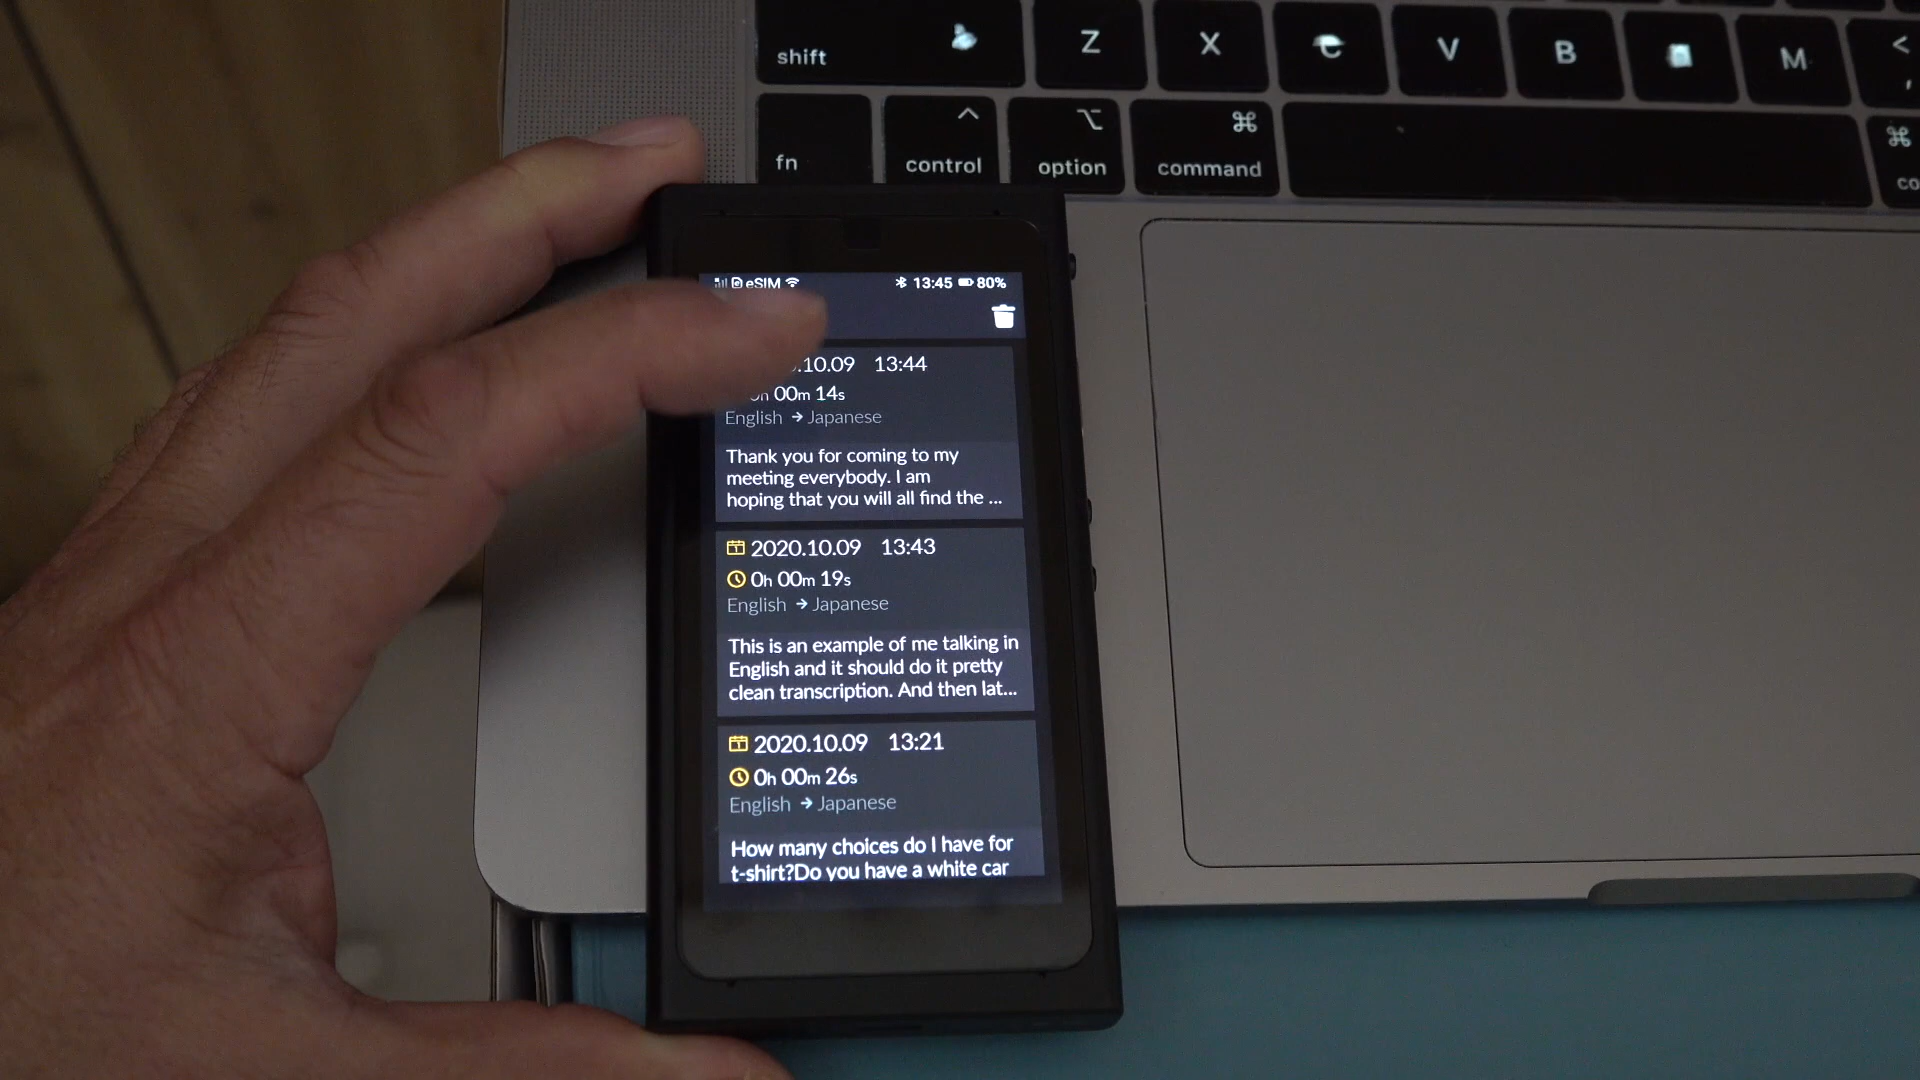 shift Z X C V B M <
,
fn control ^ option ⌥ command ⌘ ⌘
eSIM 13:45 80%
.10.09 13:44
00m 14s
English → Japanese
Thank you for coming to my
meeting everybody. I am
hoping that you will all find the ...
2020.10.09 13:43
0h 00m 19s
English → Japanese
This is an example of me talking in
English and it should do it pretty
clean transcription. And then lat...
2020.10.09 13:21
0h 00m 26s
English → Japanese
How many choices do I have for
t-shirt?Do you have a white car